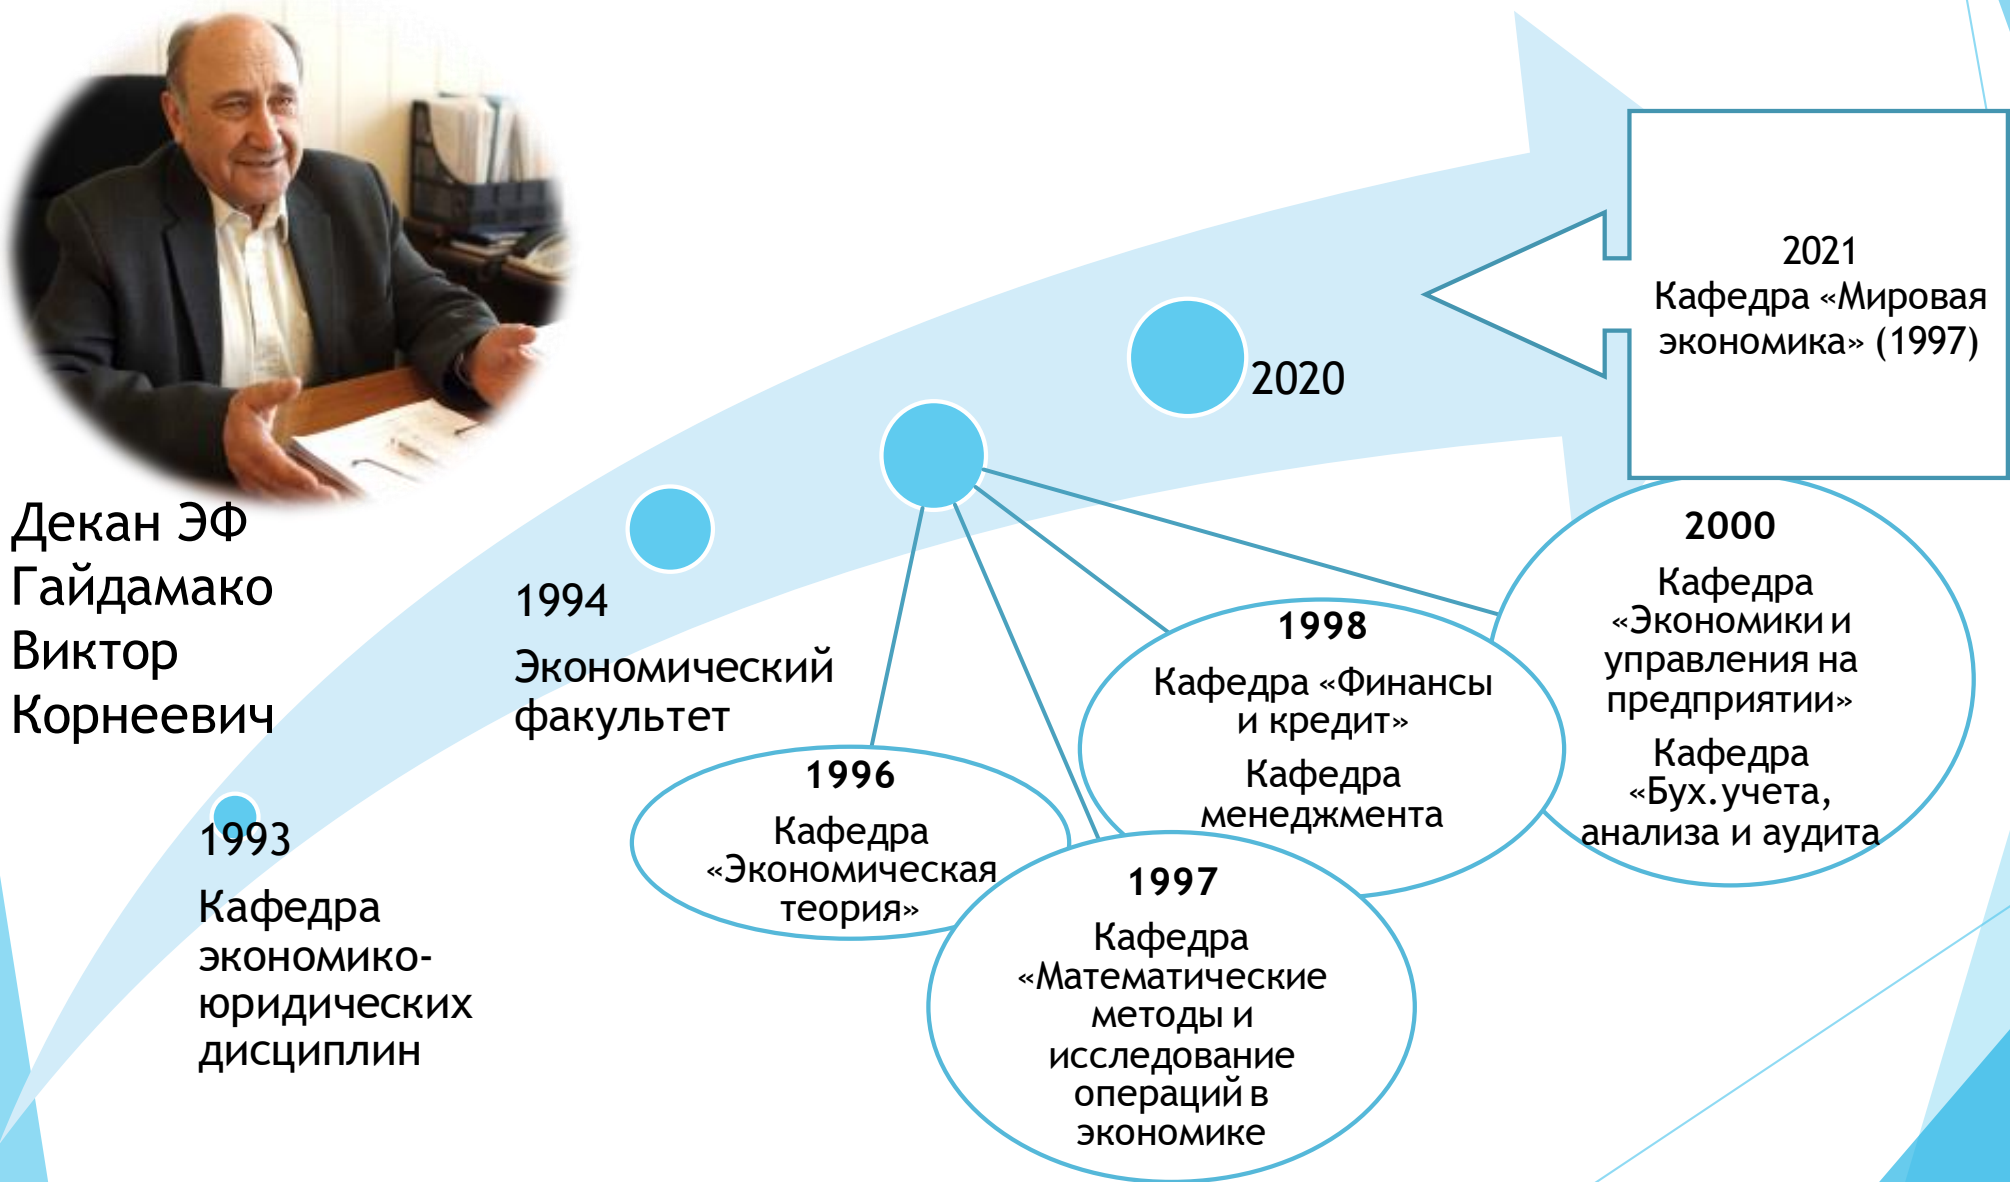 Декан ЭФ
Гайдамако
Виктор
Корнеевич
1993
Кафедра
экономико-
юридических
дисциплин
1994
Экономический
факультет
1996
Кафедра
«Экономическая
теория»
1997
Кафедра
«Математические
методы и
исследование
операций в
экономике
1998
Кафедра «Финансы
и кредит»
Кафедра
менеджмента
2000
Кафедра
«Экономики и
управления на
предприятии»
Кафедра
«Бух.учета,
анализа и аудита
2020
2021
Кафедра «Мировая
экономика» (1997)